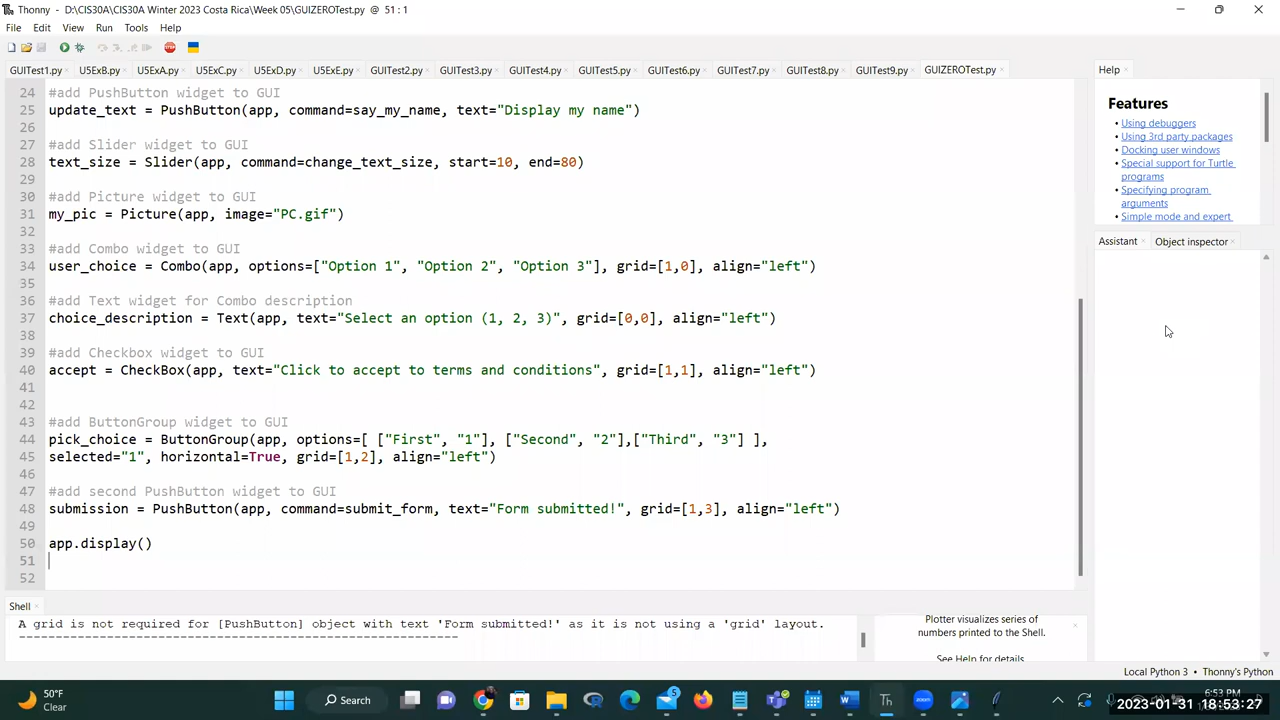 Thonny - D:\CIS30A\CIS30A Winter 2023 Costa Rica\Week 05\GUIZEROTest.py @ 51 : 1
File Edit View Run Tools Help
GUITest1.py U5ExB.py U5ExA.py U5ExC.py U5ExD.py U5ExE.py GUITest2.py GUITest3.py GUITest4.py GUITest5.py GUITest6.py GUITest7.py GUITest8.py GUITest9.py GUIZEROTest.py
24 #add PushButton widget to GUI
25 update_text = PushButton(app, command=say_my_name, text="Display my name")
26
27 #add Slider widget to GUI
28 text_size = Slider(app, command=change_text_size, start=10, end=80)
29
30 #add Picture widget to GUI
31 my_pic = Picture(app, image="PC.gif")
32
33 #add Combo widget to GUI
34 user_choice = Combo(app, options=["Option 1", "Option 2", "Option 3"], grid=[1,0], align="left")
35
36 #add Text widget for Combo description
37 choice_description = Text(app, text="Select an option (1, 2, 3)", grid=[0,0], align="left")
38
39 #add Checkbox widget to GUI
40 accept = CheckBox(app, text="Click to accept to terms and conditions", grid=[1,1], align="left")
41
42
43 #add ButtonGroup widget to GUI
44 pick_choice = ButtonGroup(app, options=[ ["First", "1"], ["Second", "2"],["Third", "3"] ],
45 selected="1", horizontal=True, grid=[1,2], align="left")
46
47 #add second PushButton widget to GUI
48 submission = PushButton(app, command=submit_form, text="Form submitted!", grid=[1,3], align="left")
49
50 app.display()
51
52
Help
Features
• Using debuggers
• Using 3rd party packages
• Docking user windows
• Special support for Turtle
programs
• Specifying program
arguments
• Simple mode and expert
Assistant Object inspector
Shell
A grid is not required for [PushButton] object with text 'Form submitted!' as it is not using a 'grid' layout.
-------------------------------------------------------
Plotter visualizes series of
numbers printed to the Shell.
See Help for details
Local Python 3 • Thonny's Python
50°F
Clear
Search
5
Th
zoom
6:53 PM
2023-01-31 18:53:27